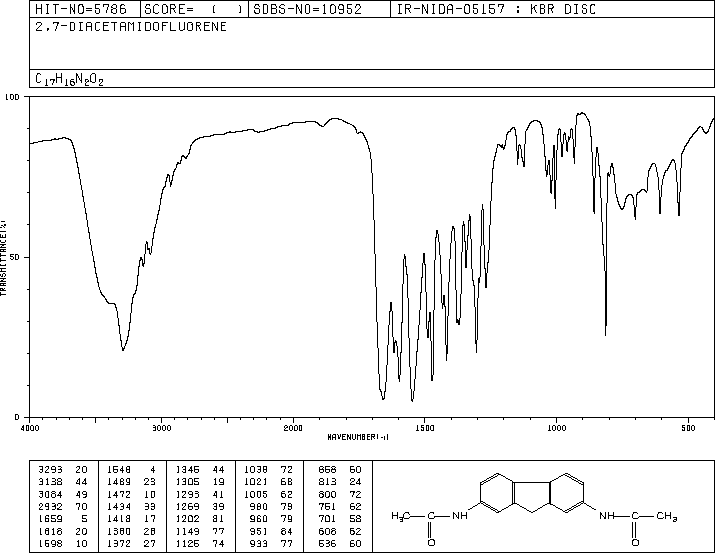 HIT-NO=5786 SCORE= ( ) SDBS-NO=10952 IR-NIDA-05157 : KBR DISC
2,7-DIACETAMIDOFLUORENE
C17H16N2O2
100
50
0
TRANSMITTANCE(%)
4000 3000 2000 1500 1000 500
WAVENUMBER(-1)
3293 20 1548 4 1345 44 1038 72 858 60
3138 44 1489 23 1305 19 1021 68 813 24
3084 49 1472 10 1293 41 1005 62 800 72
2932 70 1434 33 1269 39 980 79 751 62
1659 5 1418 17 1202 81 960 79 701 58
1618 20 1380 28 1149 77 951 84 608 62
1598 10 1372 27 1125 74 933 77 536 60
CH3 C NH NH C CH3
O O